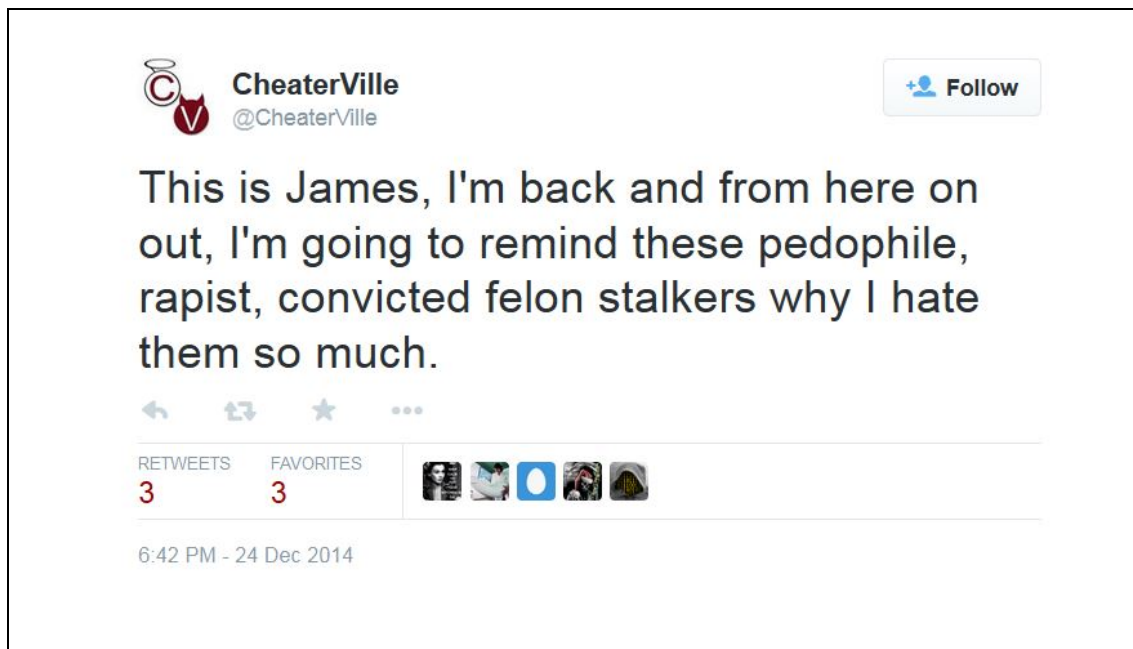 CheaterVille
@CheaterVille
Follow
This is James, I'm back and from here on
out, I'm going to remind these pedophile,
rapist, convicted felon stalkers why I hate
them so much.
RETWEETS FAVORITES
3 3
6:42 PM - 24 Dec 2014